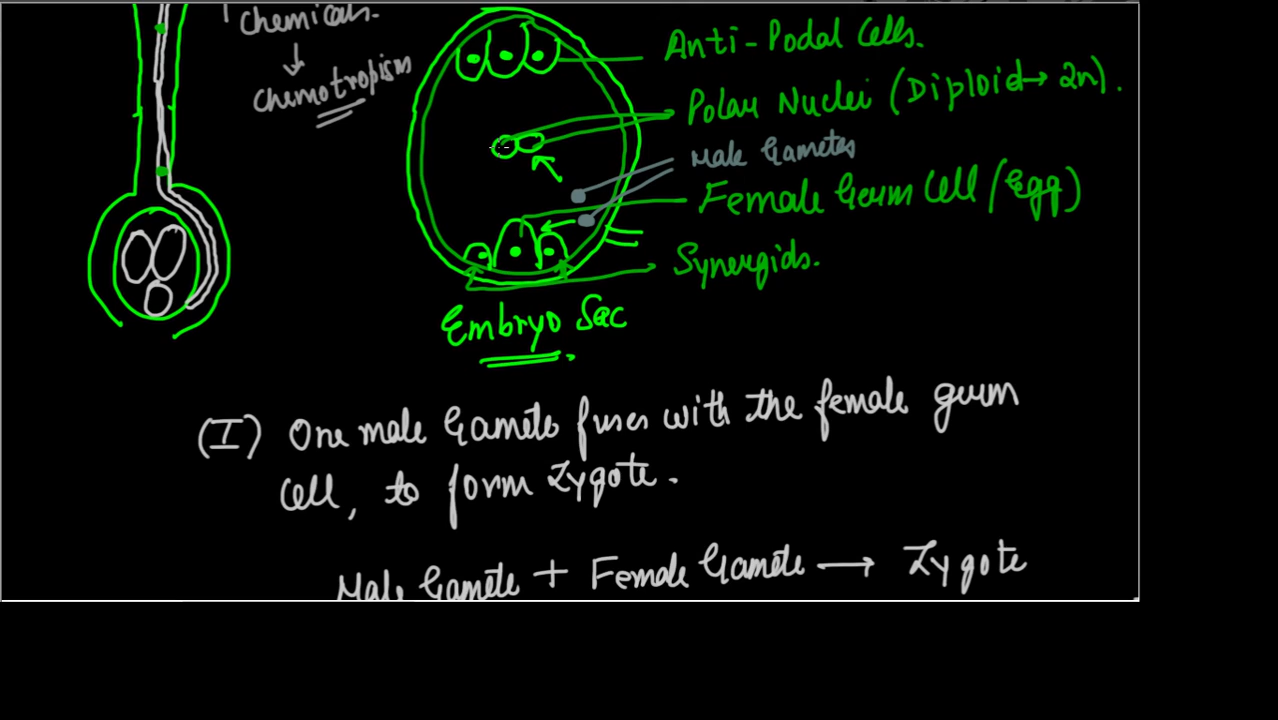 Chemicals.
Chemotropism
Anti-Podal Cells.
Polar Nuclei (Diploid→ 2n).
Male Gametes
Female Germ Cell (Egg)
Synergids.
Embryo Sac
(I) One male Gamete fuses with the female germ
Cell, to form Zygote.
Male Gamete + Female Gamete → Zygote